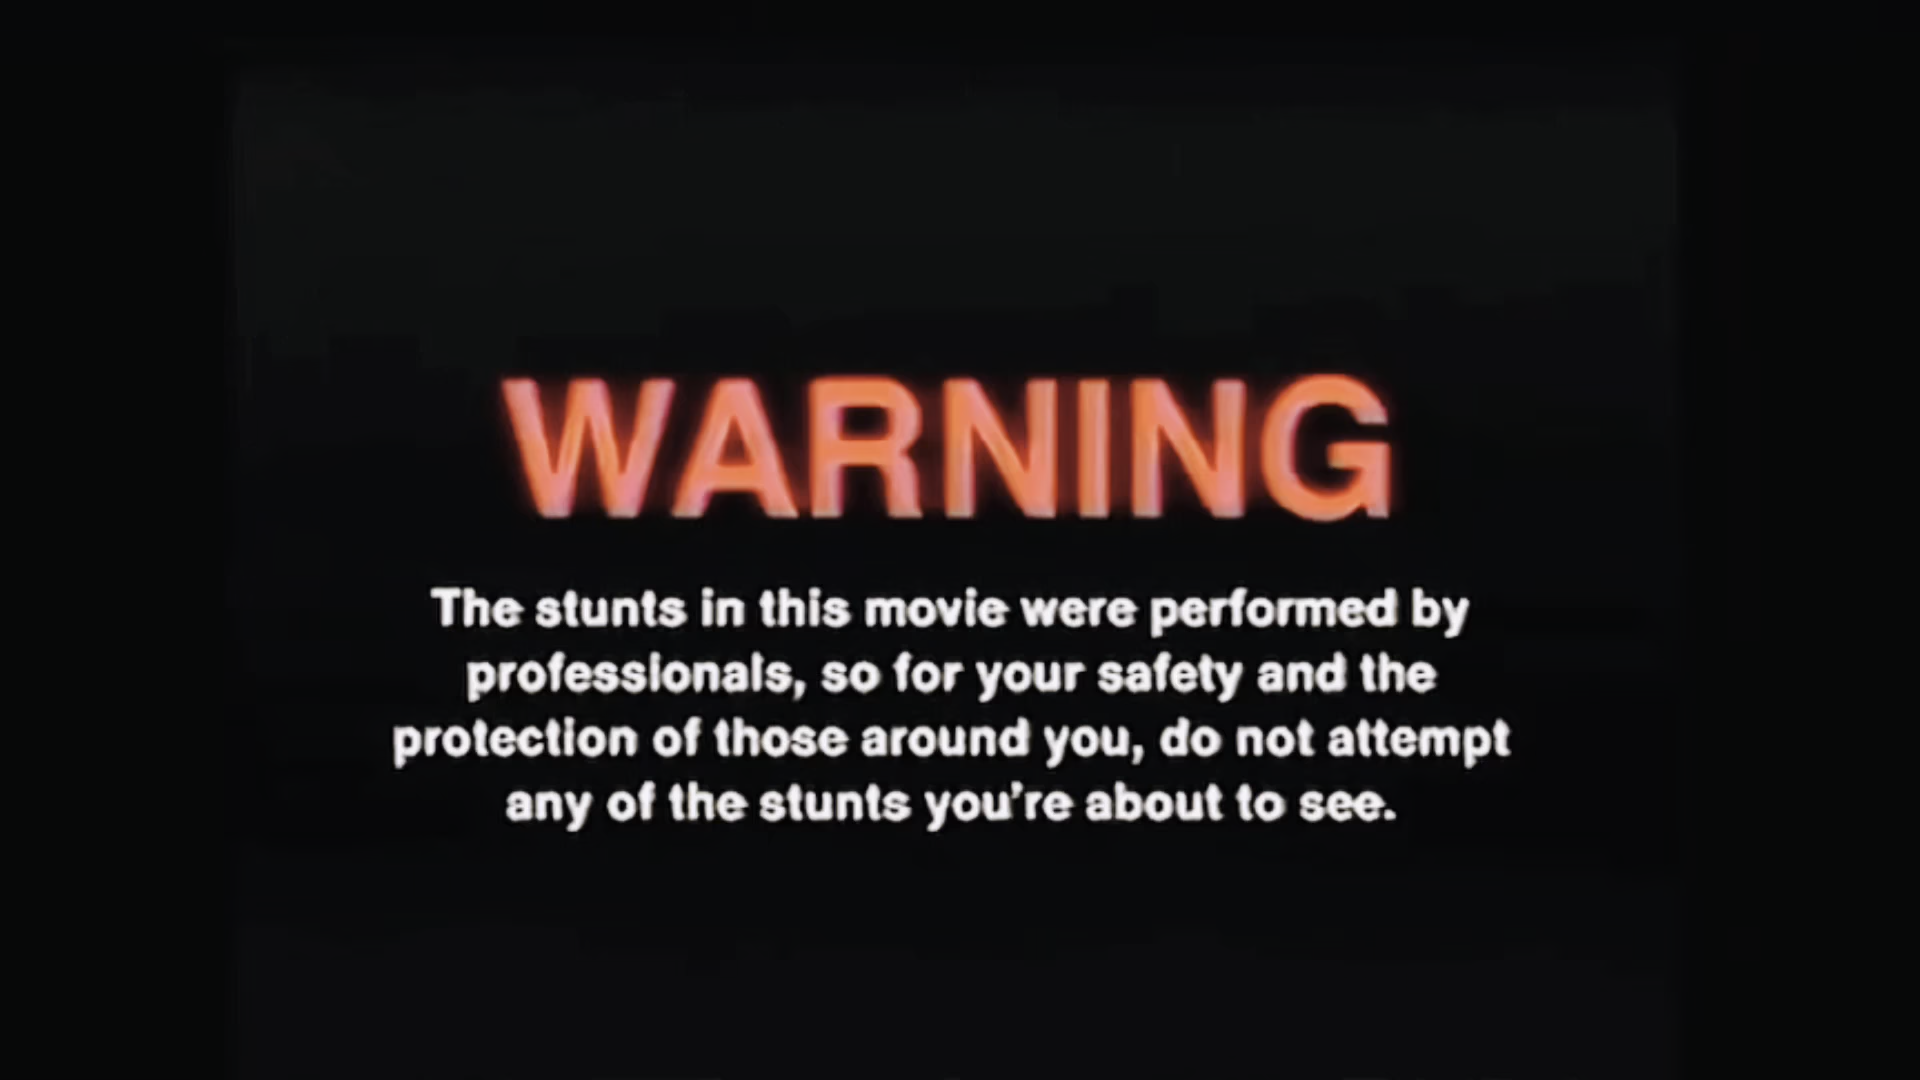 WARNING
The stunts in this movie were performed by
professionals, so for your safety and the
protection of those around you, do not attempt
any of the stunts you're about to see.